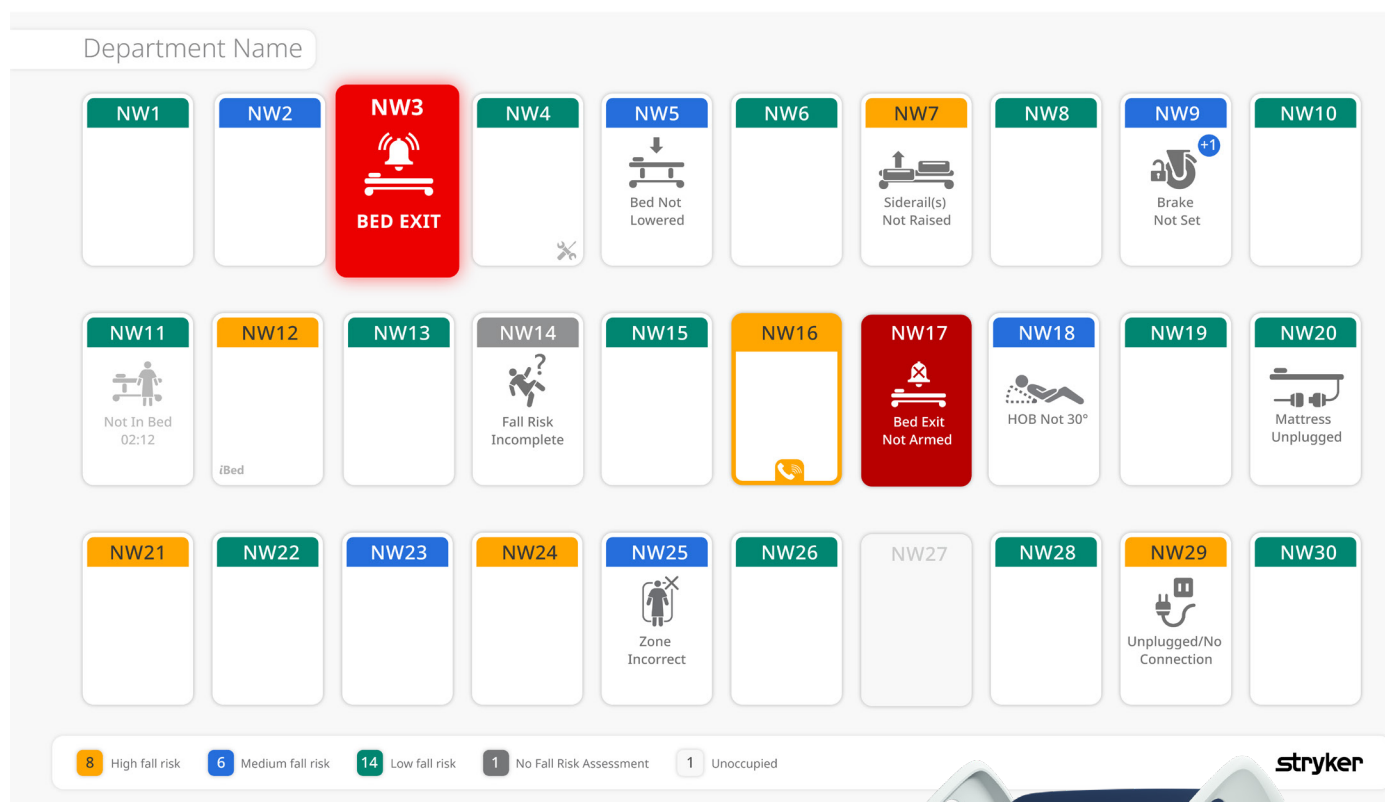 Department Name
NW1
NW2
NW3
BED EXIT
NW4
NW5
Bed Not
Lowered
NW6
NW7
Siderail(s)
Not Raised
NW8
NW9
+1
Brake
Not Set
NW10
NW11
Not In Bed
02:12
NW12
iBed
NW13
NW14
?
Fall Risk
Incomplete
NW15
NW16
NW17
Bed Exit
Not Armed
NW18
HOB Not 30°
NW19
NW20
Mattress
Unplugged
NW21
NW22
NW23
NW24
NW25
Zone
Incorrect
NW26
NW27
NW28
NW29
Unplugged/No
Connection
NW30
8 High fall risk
6 Medium fall risk
14 Low fall risk
1 No Fall Risk Assessment
1 Unoccupied
stryker